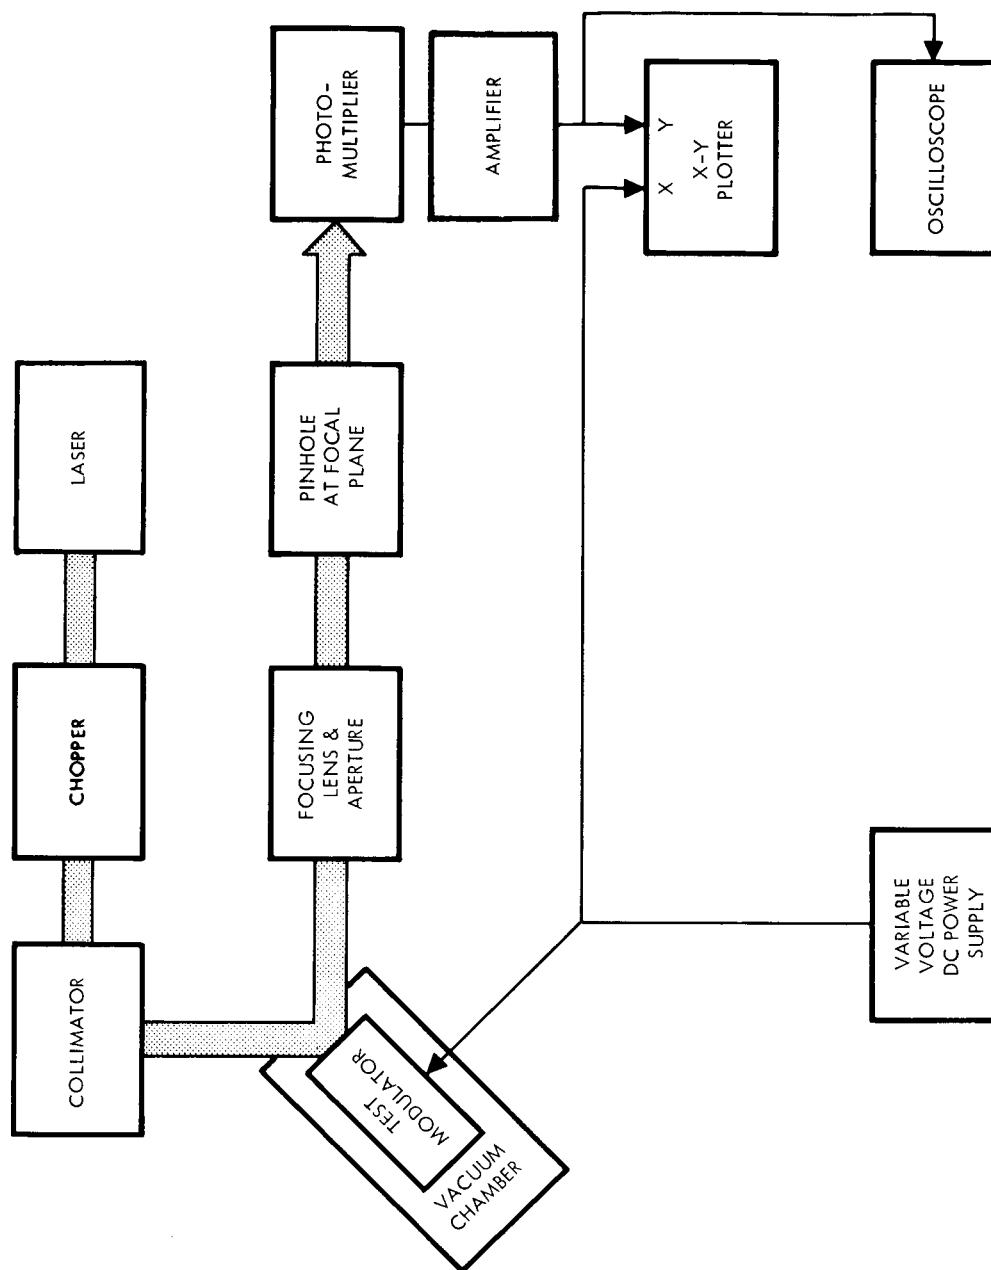 LASER
CHOPPER
COLLIMATOR
TEST
MODULATOR
VACUUM
CHAMBER
FOCUSING
LENS &
APERTURE
PINHOLE
AT FOCAL
PLANE
PHOTO-
MULTIPLIER
AMPLIFIER
X Y
X-Y
PLOTTER
OSCILLOSCOPE
VARIABLE
VOLTAGE
DC POWER
SUPPLY